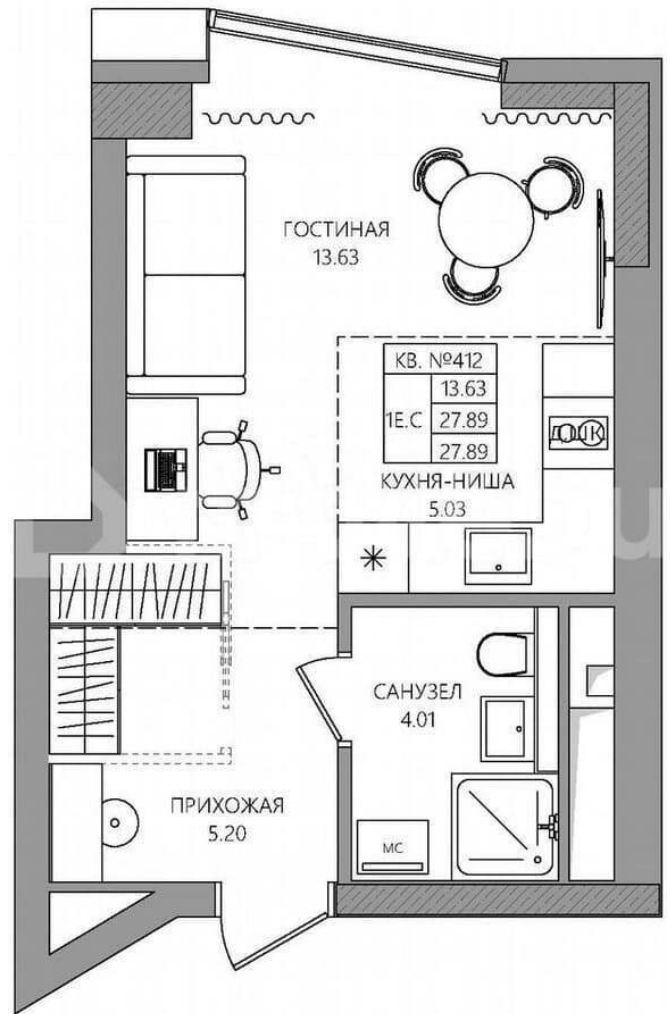 ГОСТИНАЯ
13.63
КВ. №412
13.63
1Е.С 27.89
27.89
КУХНЯ-НИША
5.03
САНУЗЕЛ
4.01
ПРИХОЖАЯ
5.20
МС